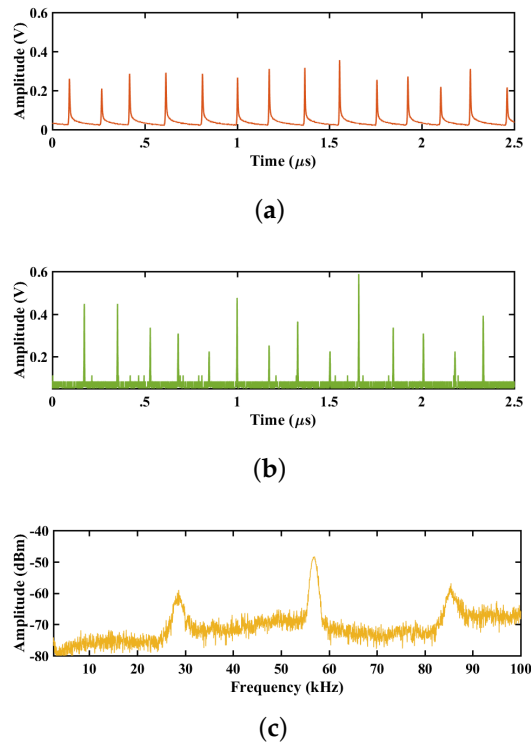 0.6
0.4
0.2
0
Amplitude (V)
0 .5 1 1.5 2 2.5
Time (μs)
(a)
0.6
0.4
0.2
Amplitude (V)
0 .5 1 1.5 2 2.5
Time (μs)
(b)
-40
-50
-60
-70
-80
Amplitude (dBm)
10 20 30 40 50 60 70 80 90 100
Frequency (kHz)
(c)